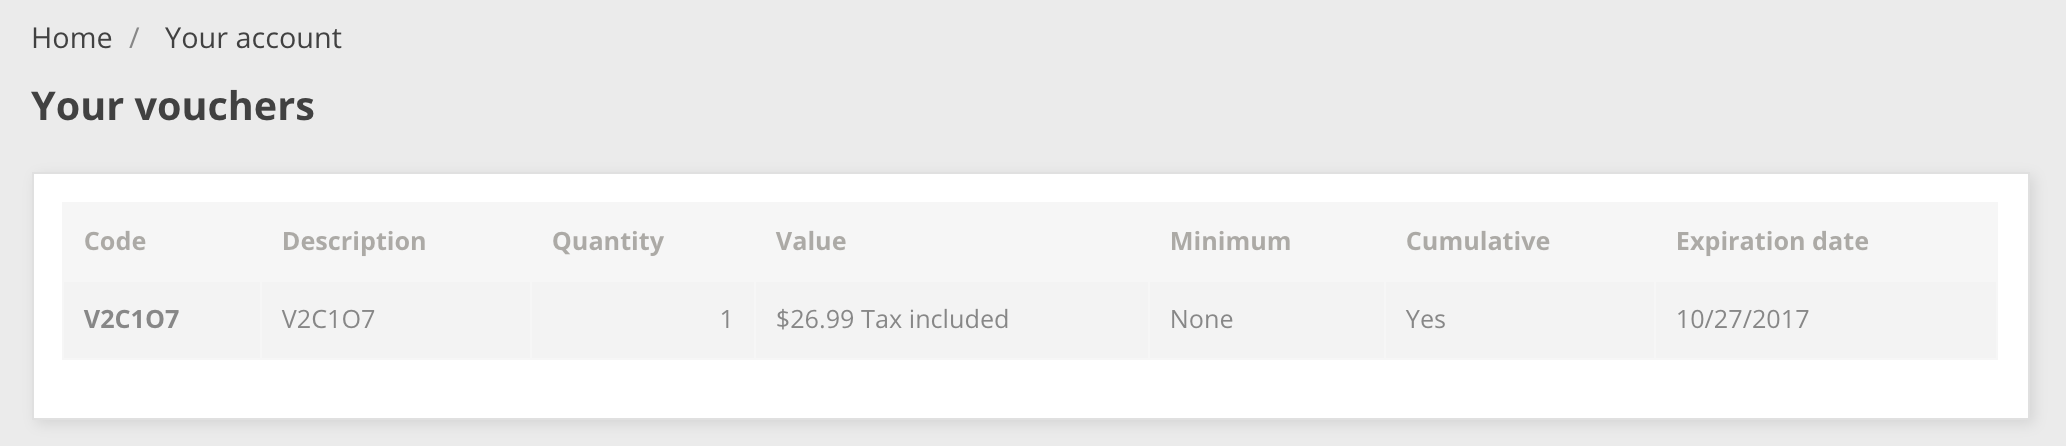 Home / Your account
Your vouchers
Code Description Quantity Value Minimum Cumulative Expiration date
V2C1O7 V2C1O7 1 $26.99 Tax included None Yes 10/27/2017